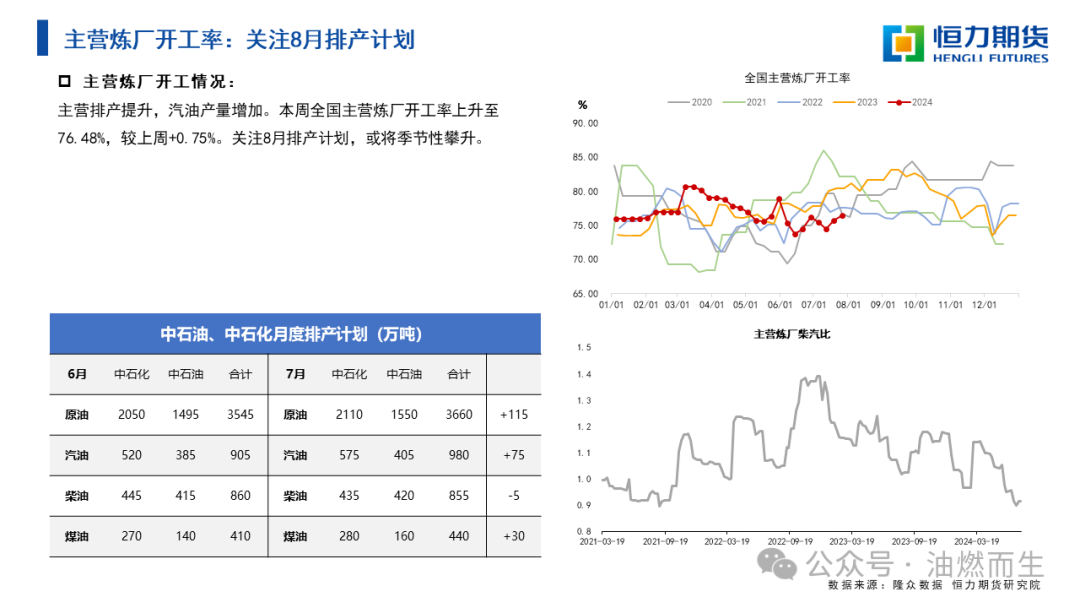 主营炼厂开工率：关注8月排产计划
恒力期货
HENGLI FUTURES
主营炼厂开工情况：
主营排产提升，汽油产量增加。本周全国主营炼厂开工率上升至
76.48%，较上周+0.75%。关注8月排产计划，或将季节性攀升。
全国主营炼厂开工率
% 2020 2021 2022 2023 2024
90.00
85.00
80.00
75.00
70.00
65.00
01/01 02/01 03/01 04/01 05/01 06/01 07/01 08/01 09/01 10/01 11/01 12/01
中石油、中石化月度排产计划（万吨）
6月 中石化 中石油 合计 7月 中石化 中石油 合计
原油 2050 1495 3545 原油 2110 1550 3660 +115
汽油 520 385 905 汽油 575 405 980 +75
柴油 445 415 860 柴油 435 420 855 -5
煤油 270 140 410 煤油 280 160 440 +30
主营炼厂柴汽比
1.5
1.4
1.3
1.2
1.1
1.0
0.9
0.8
2021-03-19 2021-09-19 2022-03-19 2022-09-19 2023-03-19 2023-09-19 2024-03-19
公众号·油燃而生
数据来源：隆众数据 恒力期货研究院